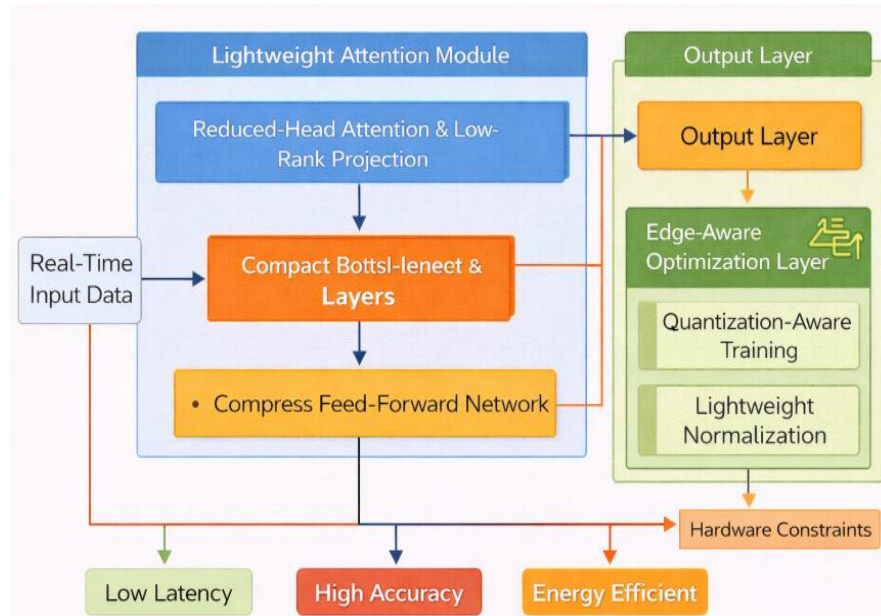 Lightweight Attention Module
Reduced-Head Attention & Low-
Rank Projection
Real-Time
Input Data
Compact Bottsl-lenect &
Layers
• Compress Feed-Forward Network
Output Layer
Output Layer
Edge-Aware
Optimization Layer
Quantization-Aware
Training
Lightweight
Normalization
Hardware Constraints
Low Latency
High Accuracy
Energy Efficient